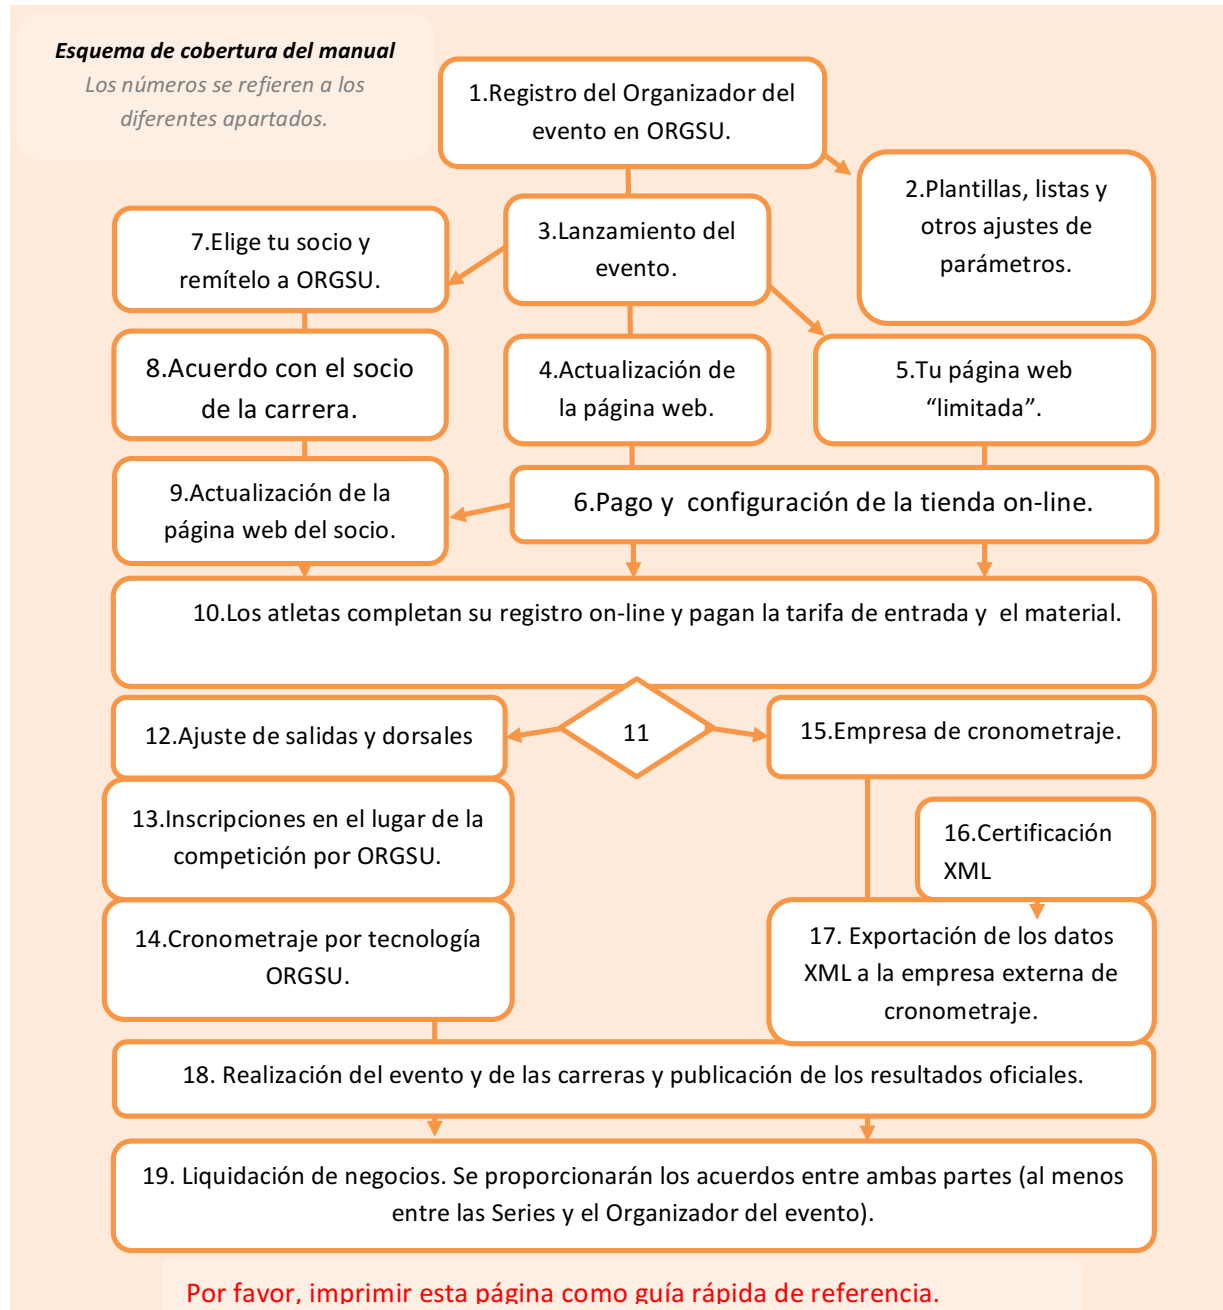 Esquema de cobertura del manual
Los números se refieren a los
diferentes apartados.
1.Registro del Organizador del
evento en ORGSU.
2.Plantillas, listas y
otros ajustes de
parámetros.
3.Lanzamiento del
evento.
7.Elige tu socio y
remítelo a ORGSU.
8.Acuerdo con el socio
de la carrera.
4.Actualización de
la página web.
5.Tu página web
“limitada”.
9.Actualización de la
página web del socio.
6.Pago y  configuración de la tienda on-line.
10.Los atletas completan su registro on-line y pagan la tarifa de entrada y  el material.
11
12.Ajuste de salidas y dorsales
15.Empresa de cronometraje.
13.Inscripciones en el lugar de la
competición por ORGSU.
16.Certificación
XML
14.Cronometraje por tecnología
ORGSU.
17. Exportación de los datos
XML a la empresa externa de
cronometraje.
18. Realización del evento y de las carreras y publicación de los resultados oficiales.
19. Liquidación de negocios. Se proporcionarán los acuerdos entre ambas partes (al menos
entre las Series y el Organizador del evento).
Por favor, imprimir esta página como guía rápida de referencia.